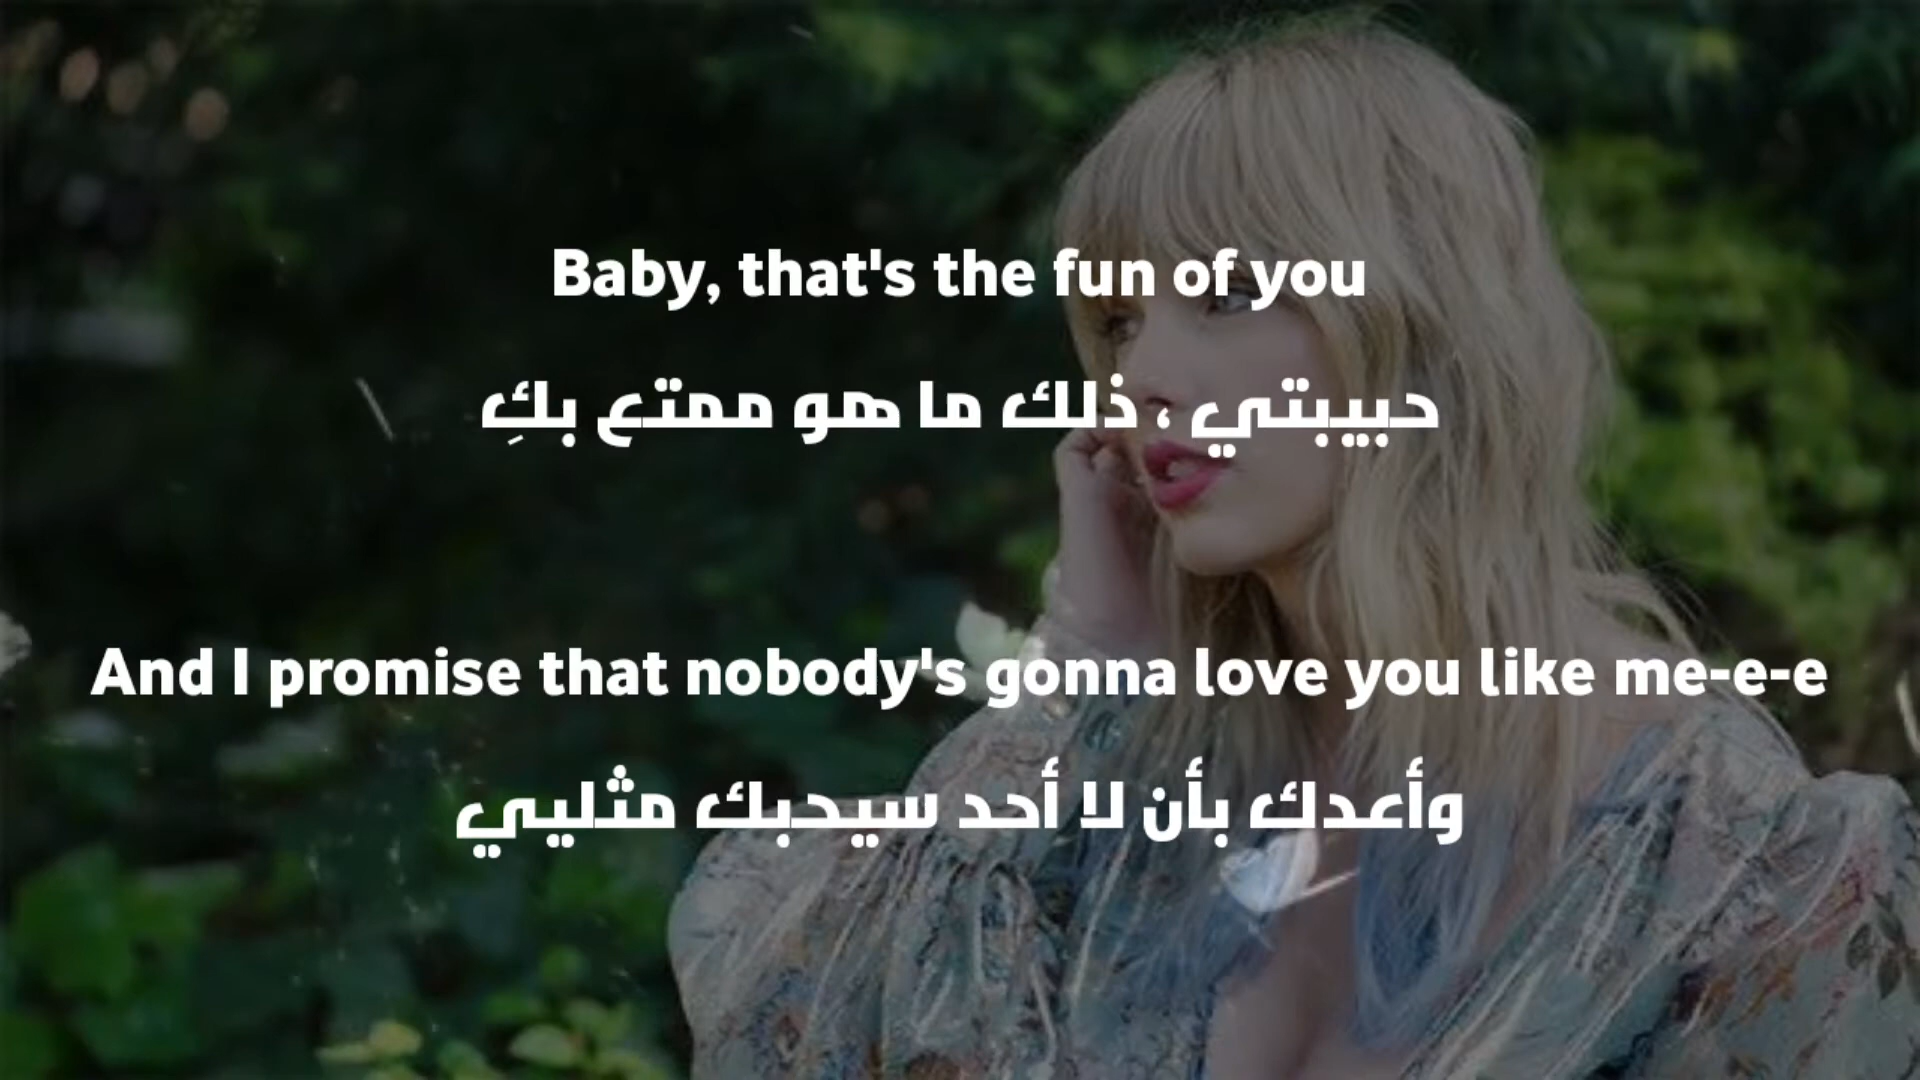 Baby, that's the fun of you
حبيبتي ، ذلك ما هو ممتع بكِ
And I promise that nobody's gonna love you like me-e-e
وأعدك بأن لا أحد سيحبك مثليي